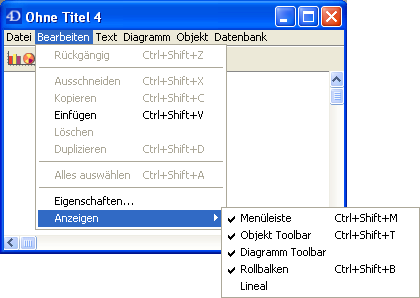 4D Ohne Titel 4
Datei Bearbeiten Text Diagramm Objekt Datenbank
Rückgängig Ctrl+Shift+Z
Ausschneiden Ctrl+Shift+X
Kopieren Ctrl+Shift+C
Einfügen Ctrl+Shift+V
Löschen
Duplizieren Ctrl+Shift+D
Alles auswählen Ctrl+Shift+A
Eigenschaften...
Anzeigen
Menüleiste Ctrl+Shift+M
Objekt Toolbar Ctrl+Shift+T
Diagramm Toolbar
Rollbalken Ctrl+Shift+B
Lineal